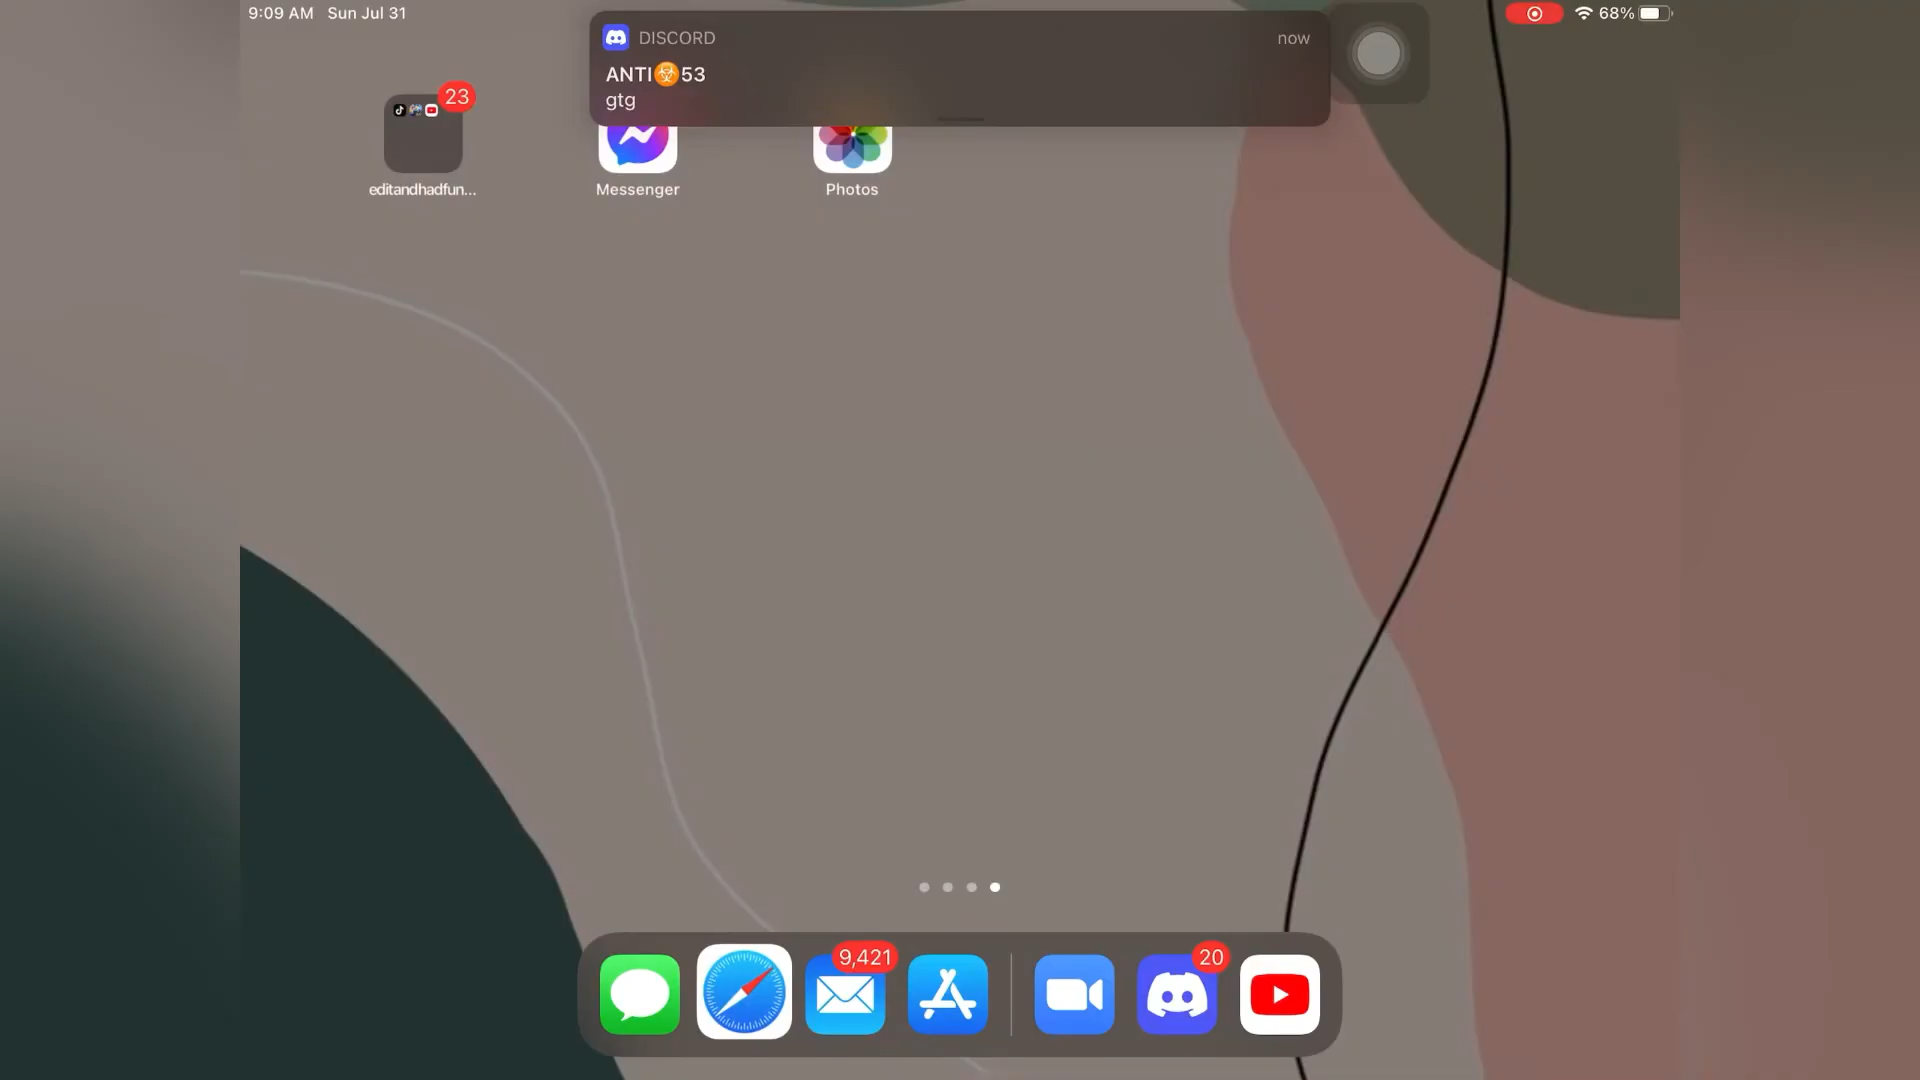 9:09 AM Sun Jul 31
68%
DISCORD
now
ANTI☣️53
gtg
23
editandhadfun...
Messenger
Photos
9,421
20